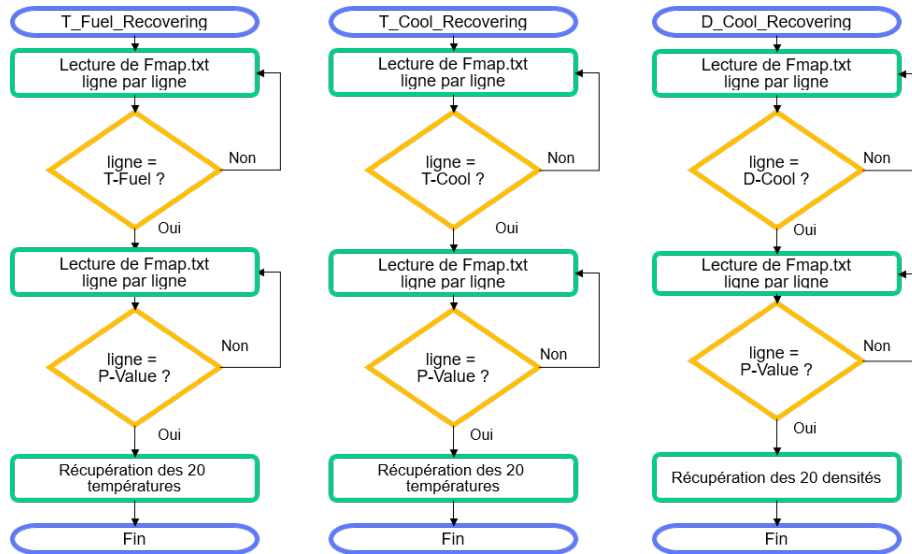 T_Fuel_Recovering
Lecture de Fmap.txt
ligne par ligne
ligne =
T-Fuel ?
Non
Oui
Lecture de Fmap.txt
ligne par ligne
ligne =
P-Value ?
Non
Oui
Récupération des 20
températures
Fin
T_Cool_Recovering
Lecture de Fmap.txt
ligne par ligne
ligne =
T-Cool ?
Non
Oui
Lecture de Fmap.txt
ligne par ligne
ligne =
P-Value ?
Non
Oui
Récupération des 20
températures
Fin
D_Cool_Recovering
Lecture de Fmap.txt
ligne par ligne
ligne =
D-Cool ?
Non
Oui
Lecture de Fmap.txt
ligne par ligne
ligne =
P-Value ?
Non
Oui
Récupération des 20 densités
Fin